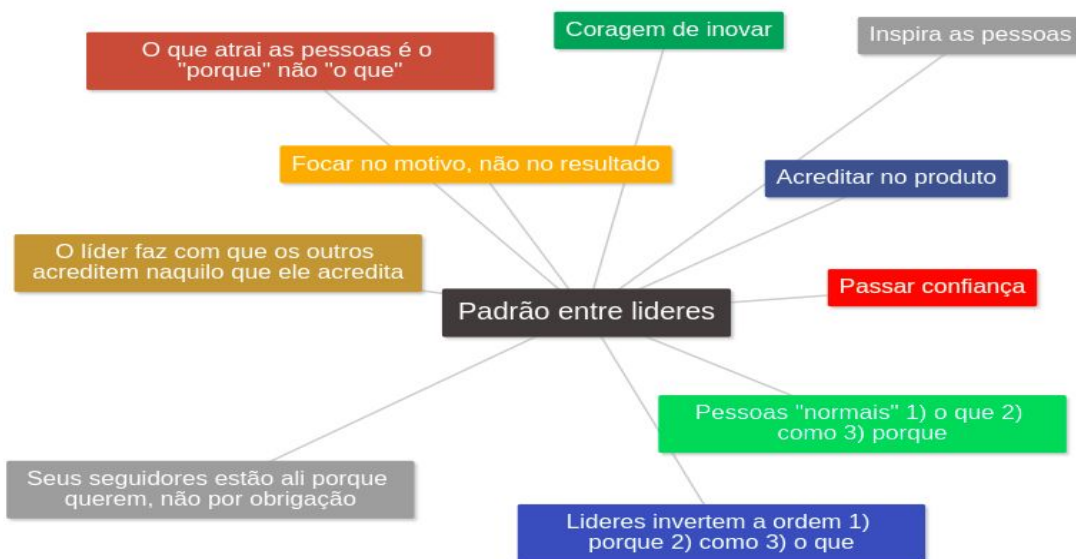 Coragem de inovar
Inspira as pessoas
O que atrai as pessoas é o
"porque" não "o que"
Focar no motivo, não no resultado
Acreditar no produto
O líder faz com que os outros
acreditem naquilo que ele acredita
Passar confiança
Padrão entre lideres
Pessoas "normais" 1) o que 2)
como 3) porque
Seus seguidores estão ali porque
querem, não por obrigação
Lideres invertem a ordem 1)
porque 2) como 3) o que